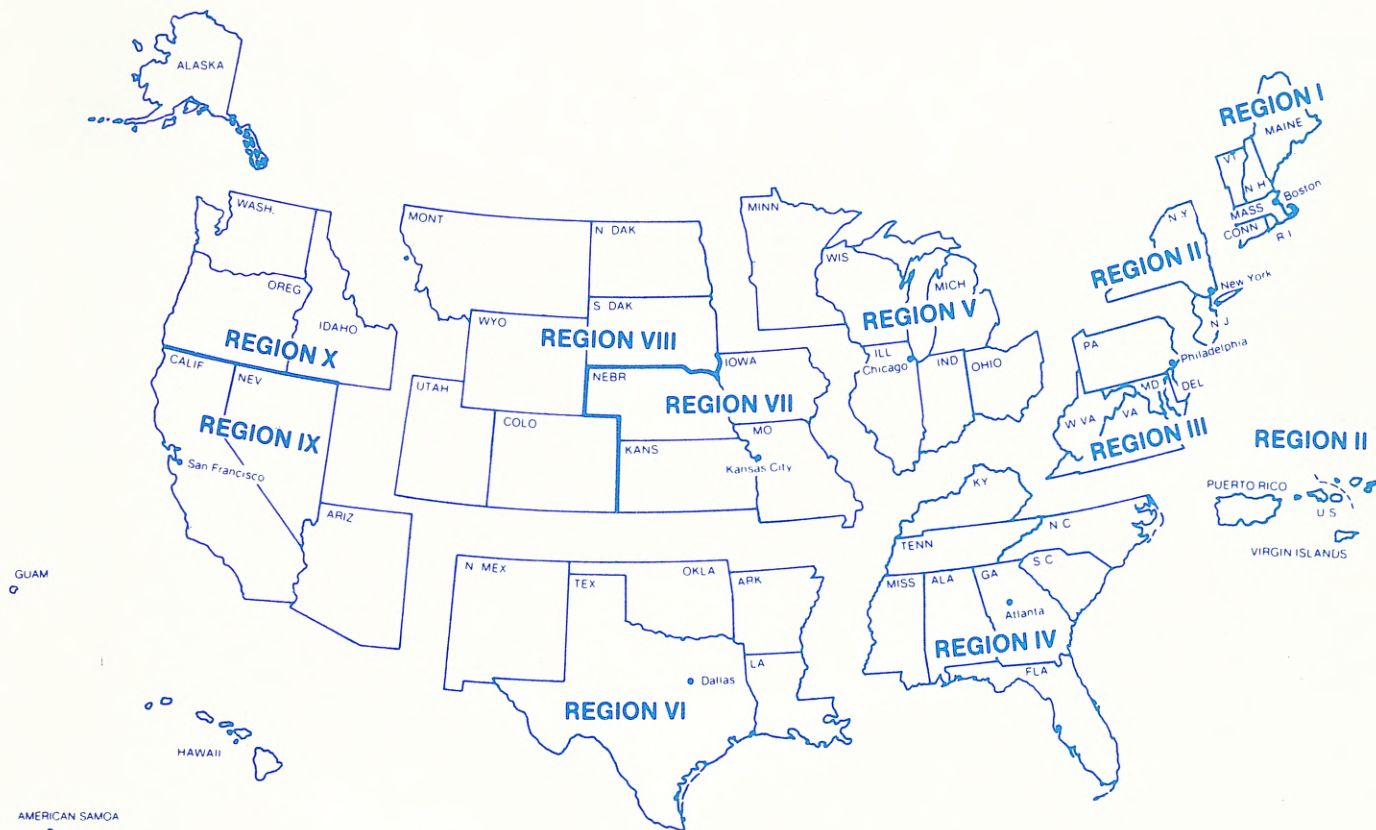 ALASKA
REGION I
MAINE
VT
N H
Boston
MASS
CONN
R I
WASH.
MONT
N DAK
MINN
N Y
WIS
REGION II
MICH
New York
OREG
S DAK
IDAHO
WYO
REGION V
N J
REGION X
REGION VIII
PA
CALIF
NEV
UTAH
NEBR
IOWA
ILL
Chicago
IND
OHIO
Philadelphia
MD
DEL
REGION VII
W VA
VA
REGION IX
COLO
MO
REGION III
REGION II
KANS
Kansas City
San Francisco
KY
PUERTO RICO
U S
VIRGIN ISLANDS
ARIZ
N C
TENN
S C
GUAM
N MEX
TEX
OKLA
ARK
MISS
ALA
GA
Atlanta
REGION IV
LA
FLA
Dallas
REGION VI
HAWAII
AMERICAN SAMOA